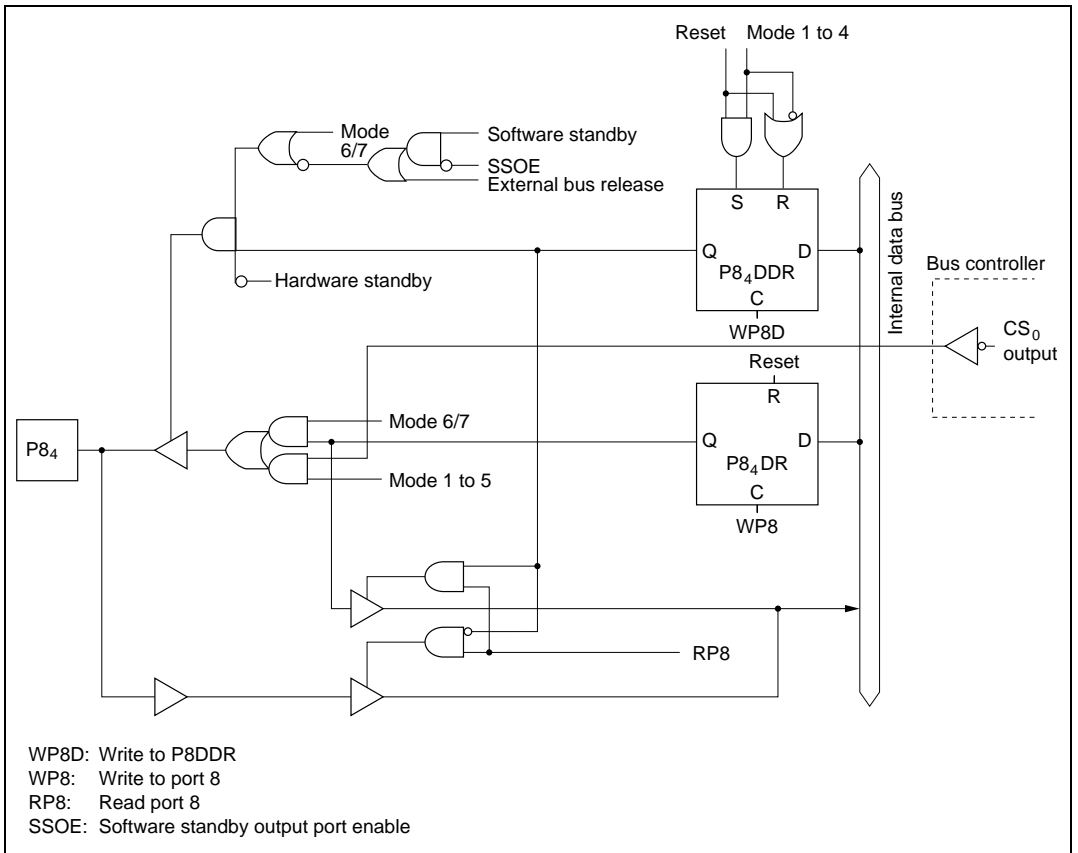 Reset Mode 1 to 4
Mode
6/7
Software standby
SSOE
External bus release
S R
Q D
P8₄DDR
C
WP8D
Hardware standby
Internal data bus
Bus controller
CS₀
output
Reset
R
Mode 6/7
Q D
P8₄DR
C
WP8
P8₄
Mode 1 to 5
RP8
WP8D: Write to P8DDR
WP8: Write to port 8
RP8: Read port 8
SSOE: Software standby output port enable